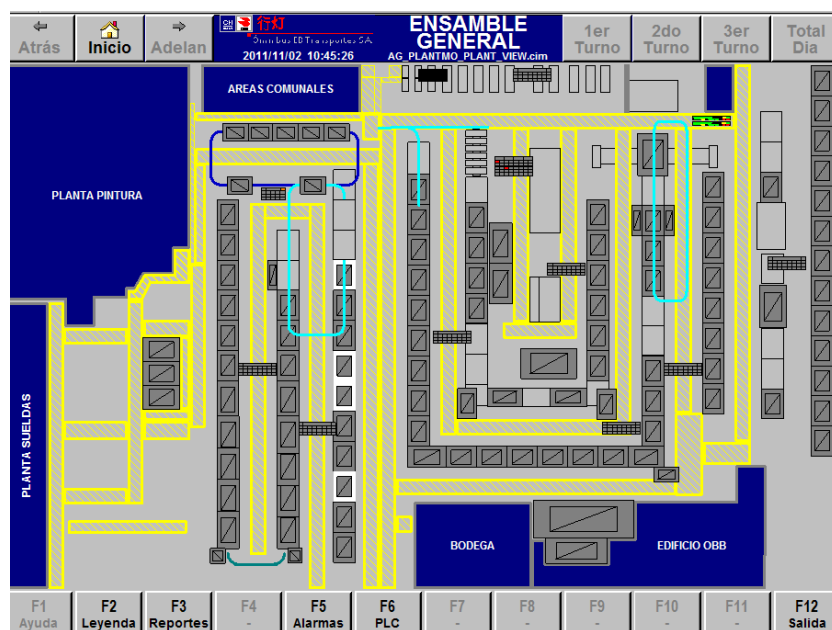 Atrás
Inicio
Adelan
行灯
Omnibus BB Transportes S.A.
2011/11/02 10:45:26
ENSAMBLE
GENERAL
AG_PLANTMO_PLANT_VIEW.cim
1er
Turno
2do
Turno
3er
Turno
Total
Dia
AREAS COMUNALES
PLANTA PINTURA
PLANTA SUELDAS
BODEGA
EDIFICIO OBB
F1
Ayuda
F2
Leyenda
F3
Reportes
F4
-
F5
Alarmas
F6
PLC
F7
-
F8
-
F9
-
F10
-
F11
-
F12
Salida